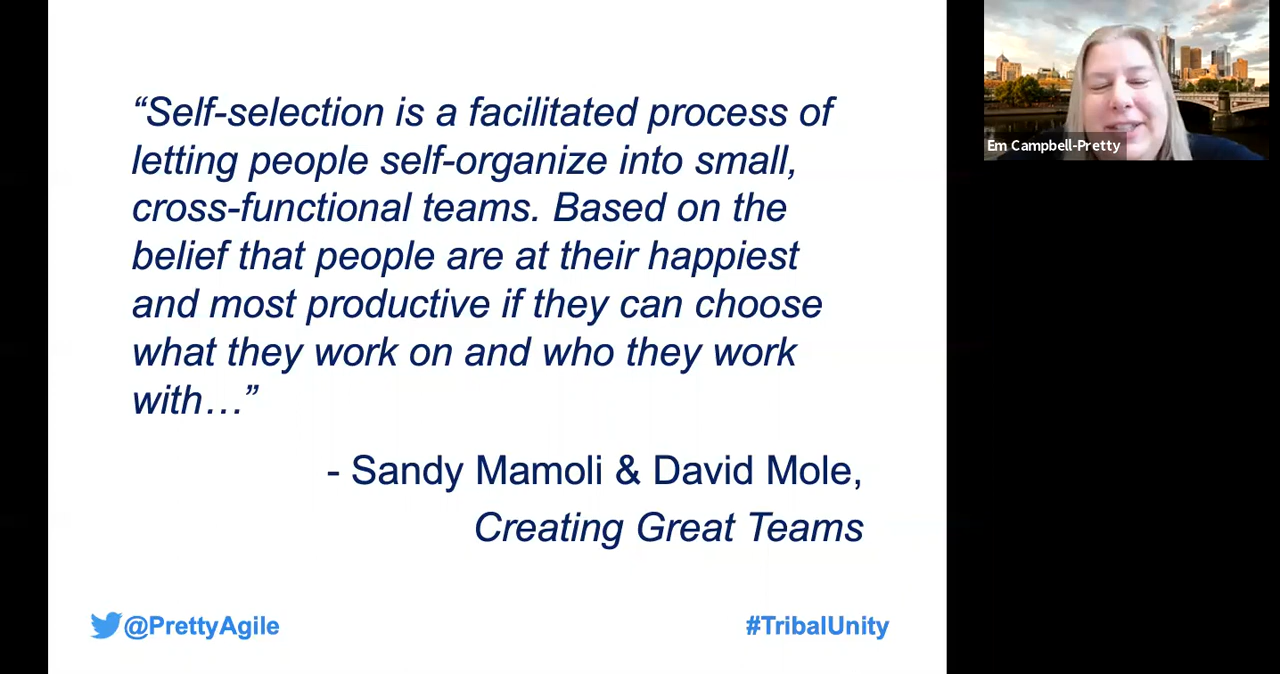 “Self-selection is a facilitated process of
letting people self-organize into small,
cross-functional teams. Based on the
belief that people are at their happiest
and most productive if they can choose
what they work on and who they work
with…”
- Sandy Mamoli & David Mole,
Creating Great Teams
@PrettyAgile
#TribalUnity
Em Campbell-Pretty